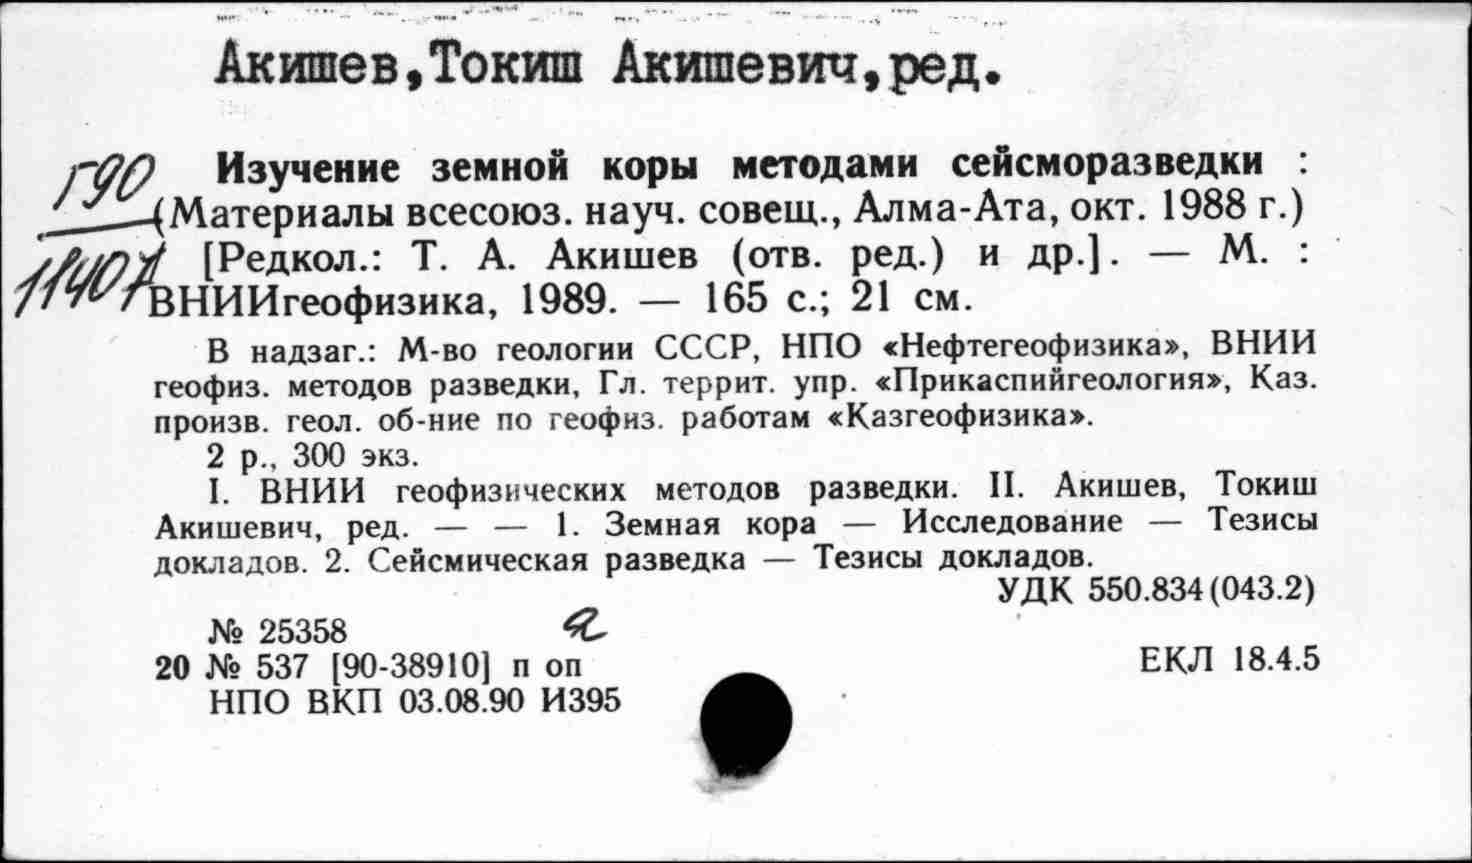 Акишев,Токиш Акишевич,ред.
Г90
11407
Изучение земной коры методами сейсморазведки :
(Материалы всесоюз. науч. совещ., Алма-Ата, окт. 1988 г.)
[Редкол.: Т. А. Акишев (отв. ред.) и др.]. — М. :
ВНИИгеофизика, 1989. — 165 с.; 21 см.
В надзаг.: М-во геологии СССР, НПО «Нефтегеофизика», ВНИИ
геофиз. методов разведки, Гл. террит. упр. «Прикаспийгеология», Каз.
произв. геол. об-ние по геофиз. работам «Казгеофизика».
2 р., 300 экз.
I. ВНИИ геофизических методов разведки. II. Акишев, Токиш
Акишевич, ред. — — 1. Земная кора — Исследование — Тезисы
докладов. 2. Сейсмическая разведка — Тезисы докладов.
УДК 550.834(043.2)
№ 25358
20 № 537 [90-38910] п оп
ЕКЛ 18.4.5
НПО ВКП 03.08.90 И395